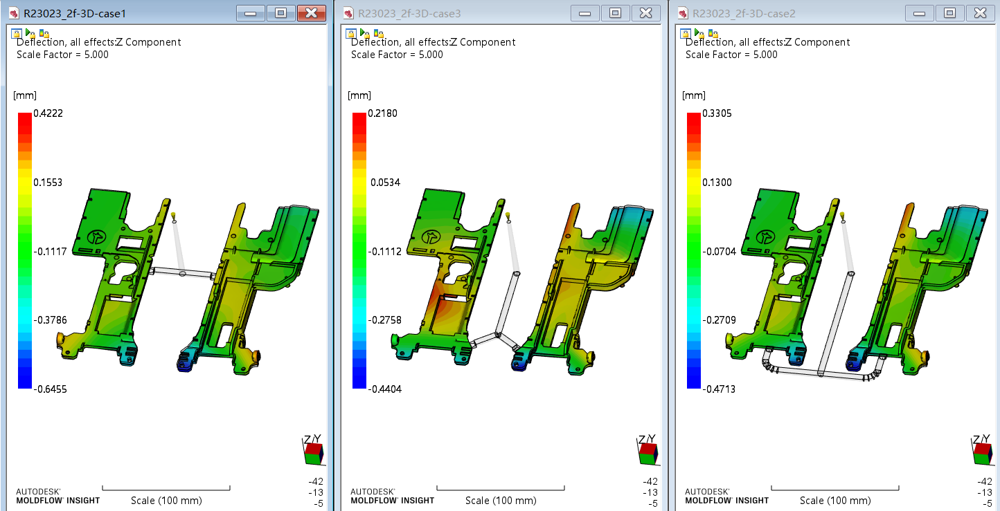 R23023_2f-3D-case1
Deflection, all effects:Z Component
Scale Factor = 5.000
[mm]
0.4222
0.1553
-0.1117
-0.3786
-0.6455
Z/Y
-42
-13
-5
AUTODESK®
MOLDFLOW® INSIGHT
Scale (100 mm)
R23023_2f-3D-case3
Deflection, all effects:Z Component
Scale Factor = 5.000
[mm]
0.2180
0.0534
-0.1112
-0.2758
-0.4404
Z/Y
-42
-13
-5
AUTODESK®
MOLDFLOW® INSIGHT
Scale (100 mm)
R23023_2f-3D-case2
Deflection, all effects:Z Component
Scale Factor = 5.000
[mm]
0.3305
0.1300
-0.0704
-0.2709
-0.4713
Z/Y
-42
-13
-5
AUTODESK®
MOLDFLOW® INSIGHT
Scale (100 mm)